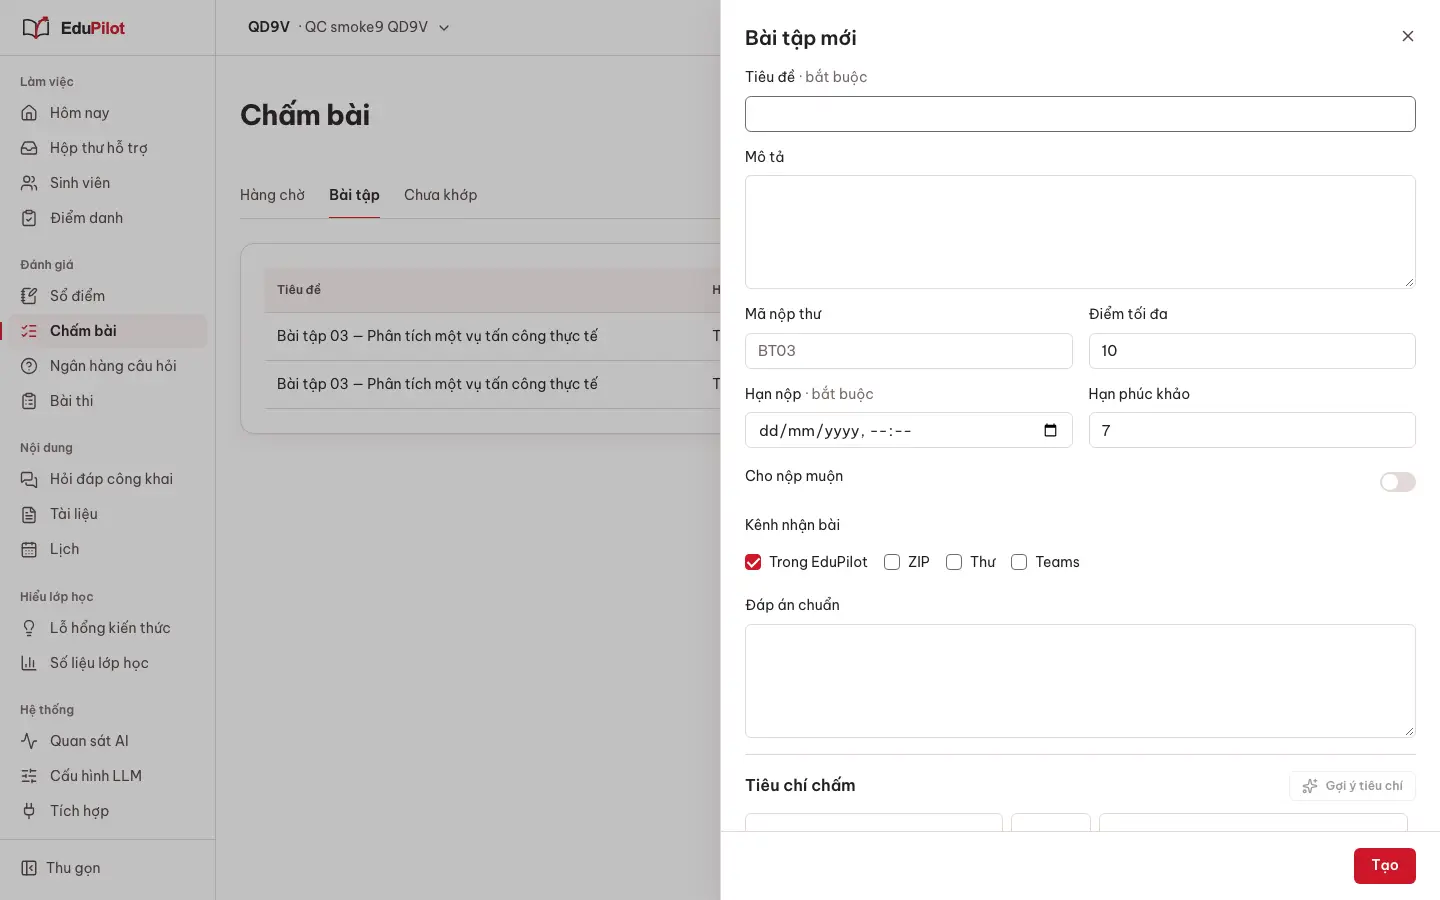 EduPilot
QD9V · QC smoke9 QD9V
Làm việc
Hôm nay
Hộp thư hỗ trợ
Sinh viên
Điểm danh
Đánh giá
Sổ điểm
Chấm bài
Ngân hàng câu hỏi
Bài thi
Nội dung
Hỏi đáp công khai
Tài liệu
Lịch
Hiểu lớp học
Lỗ hổng kiến thức
Số liệu lớp học
Hệ thống
Quan sát AI
Cấu hình LLM
Tích hợp
Thu gọn
Chấm bài
Hàng chờ Bài tập Chưa khớp
Tiêu đề H
Bài tập 03 — Phân tích một vụ tấn công thực tế T
Bài tập 03 — Phân tích một vụ tấn công thực tế T
Bài tập mới
Tiêu đề · bắt buộc
Mô tả
Mã nộp thư Điểm tối đa
BT03 10
Hạn nộp · bắt buộc Hạn phúc khảo
dd/mm/yyyy, --:-- 7
Cho nộp muộn
Kênh nhận bài
Trong EduPilot ZIP Thư Teams
Đáp án chuẩn
Tiêu chí chấm Gợi ý tiêu chí
Tạo